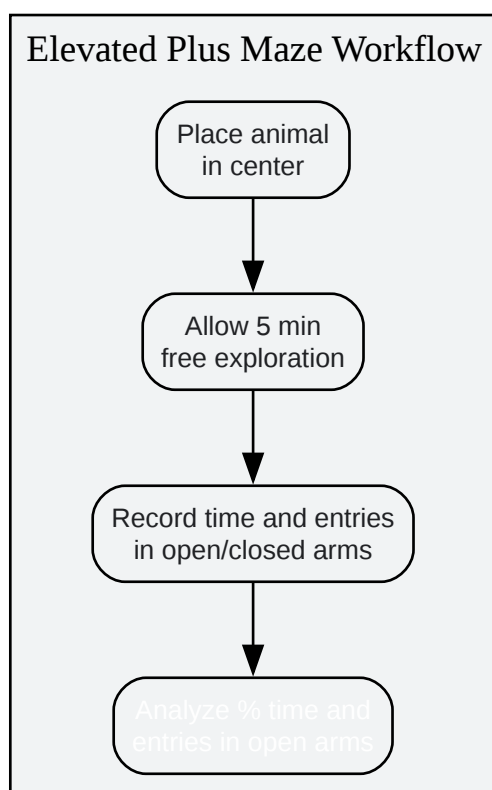 Elevated Plus Maze Workflow
Place animal
in center
Allow 5 min
free exploration
Record time and entries
in open/closed arms
Analyze % time and
entries in open arms